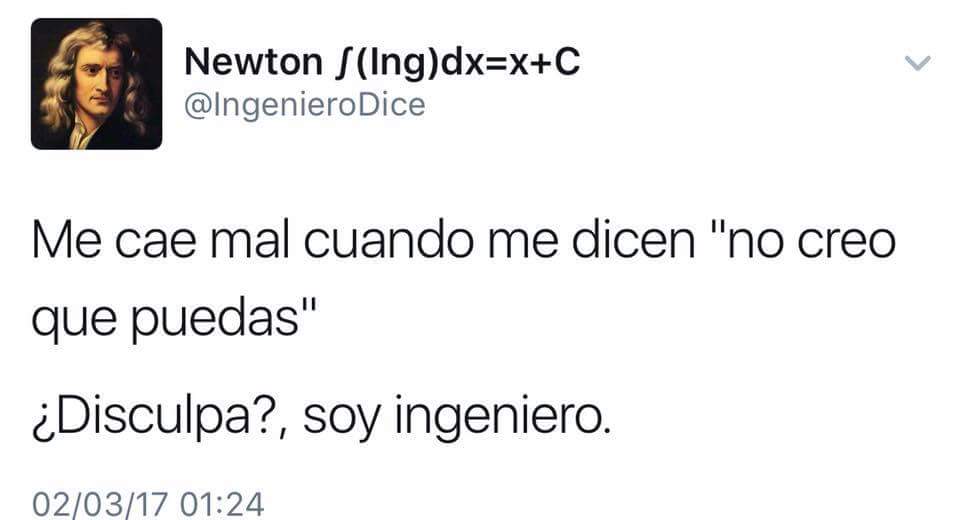 Newton ∫(Ing)dx=x+C
@IngenieroDice
Me cae mal cuando me dicen "no creo
que puedas"
¿Disculpa?, soy ingeniero.
02/03/17 01:24